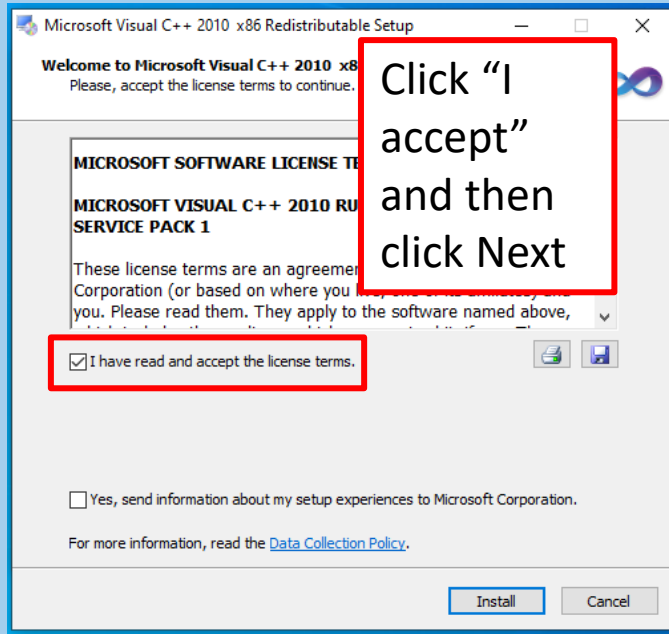 Microsoft Visual C++ 2010 x86 Redistributable Setup
Welcome to Microsoft Visual C++ 2010 x8
Please, accept the license terms to continue.
Click “I
accept”
and then
click Next
MICROSOFT SOFTWARE LICENSE TE
MICROSOFT VISUAL C++ 2010 RU
SERVICE PACK 1
These license terms are an agreemen
Corporation (or based on where you
you. Please read them. They apply to the software named above,
I have read and accept the license terms.
Yes, send information about my setup experiences to Microsoft Corporation.
For more information, read the Data Collection Policy.
Install
Cancel